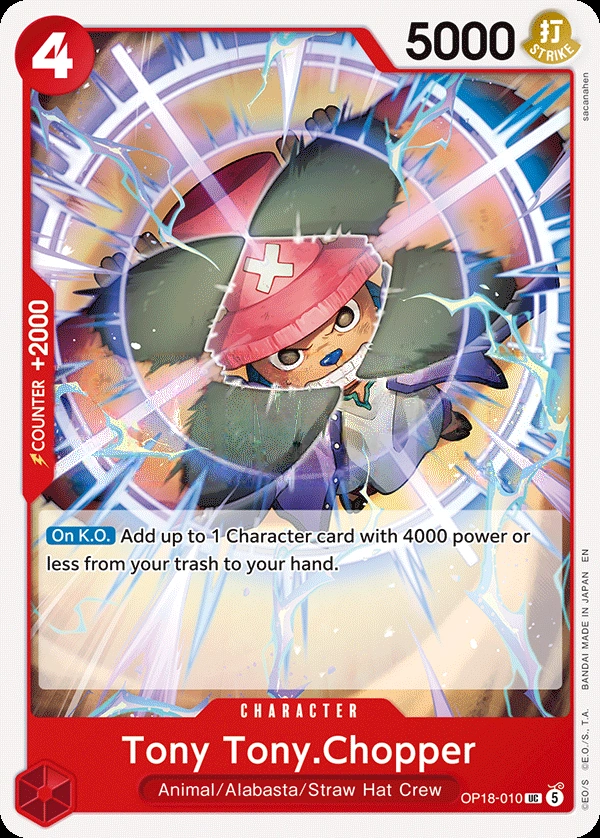 4
5000
打
STRIKE
sacanahen
COUNTER +2000
On K.O. Add up to 1 Character card with 4000 power or
less from your trash to your hand.
CHARACTER
Tony Tony.Chopper
Animal/Alabasta/Straw Hat Crew
OP18-010 UC 5
©EO/S ©E.O./S., T.A. BANDAI MADE IN JAPAN EN